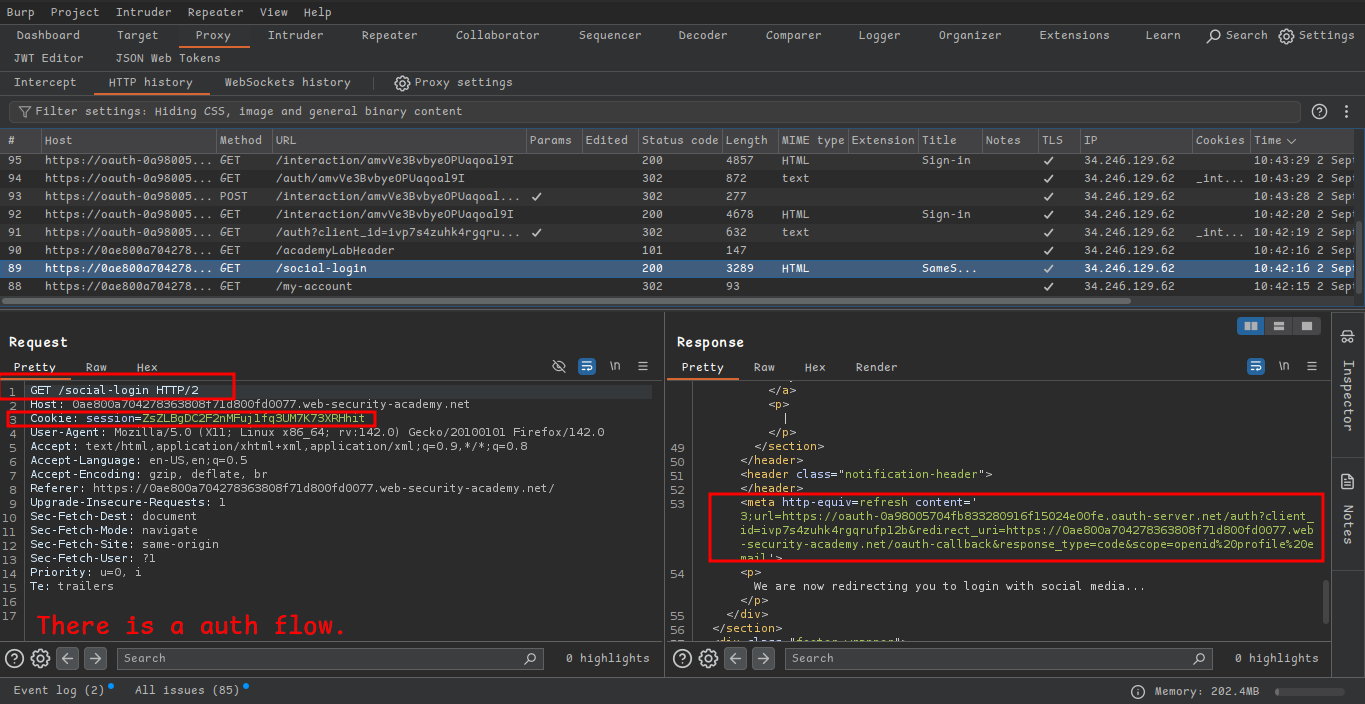 Burp Project Intruder Repeater View Help
Dashboard Target Proxy Intruder Repeater Collaborator Sequencer Decoder Comparer Logger Organizer Extensions Learn Search Settings
JWT Editor JSON Web Tokens
Intercept HTTP history WebSockets history Proxy settings
Filter settings: Hiding CSS, image and general binary content
# Host Method URL Params Edited Status code Length MIME type Extension Title Notes TLS IP Cookies Time
95 https://oauth-0a98005... GET /interaction/amvVe3BvbyeOPUaqoal9I 200 4857 HTML Sign-in ✓ 34.246.129.62 10:43:29 2 Sept
94 https://oauth-0a98005... GET /auth/amvVe3BvbyeOPUaqoal9I 302 872 text ✓ 34.246.129.62 _int... 10:43:29 2 Sept
93 https://oauth-0a98005... POST /interaction/amvVe3BvbyeOPUaqoal... ✓ 302 277 ✓ 34.246.129.62 10:43:28 2 Sept
92 https://oauth-0a98005... GET /interaction/amvVe3BvbyeOPUaqoal9I 200 4678 HTML Sign-in ✓ 34.246.129.62 10:42:20 2 Sept
91 https://oauth-0a98005... GET /auth?client_id=ivp7s4zuhk4rgqru... ✓ 302 632 text ✓ 34.246.129.62 _int... 10:42:19 2 Sept
90 https://0ae800a704278... GET /academyLabHeader 101 147 ✓ 34.246.129.62 10:42:16 2 Sept
89 https://0ae800a704278... GET /social-login 200 3289 HTML SameS... ✓ 34.246.129.62 10:42:16 2 Sept
88 https://0ae800a704278... GET /my-account 302 93 ✓ 34.246.129.62 10:42:15 2 Sept
Request
Pretty Raw Hex \n
1 GET /social-login HTTP/2
2 Host: 0ae800a704278363808f71d800fd0077.web-security-academy.net
3 Cookie: session=ZsZLBgDC2F2nMFujlfq3UM7K73XRHhit
4 User-Agent: Mozilla/5.0 (X11; Linux x86_64; rv:142.0) Gecko/20100101 Firefox/142.0
5 Accept: text/html,application/xhtml+xml,application/xml;q=0.9,*/*;q=0.8
6 Accept-Language: en-US,en;q=0.5
7 Accept-Encoding: gzip, deflate, br
8 Referer: https://0ae800a704278363808f71d800fd0077.web-security-academy.net/
9 Upgrade-Insecure-Requests: 1
10 Sec-Fetch-Dest: document
11 Sec-Fetch-Mode: navigate
12 Sec-Fetch-Site: same-origin
13 Sec-Fetch-User: ?1
14 Priority: u=0, i
15 Te: trailers
16
17
There is a auth flow.
Search 0 highlights
Response
Pretty Raw Hex Render \n
</a>
<p>
|
</p>
49 </section>
50 </header>
51 <header class="notification-header">
52 </header>
53 <meta http-equiv=refresh content='
3;url=https://oauth-0a98005704fb833280916f15024e00fe.oauth-server.net/auth?client_
id=ivp7s4zuhk4rgqrufp12b&redirect_uri=https://0ae800a704278363808f71d800fd0077.web
-security-academy.net/oauth-callback&response_type=code&scope=openid%20profile%20e
mail'>
54 <p>
We are now redirecting you to login with social media...
</p>
55 </div>
56 </section>
<div class="footer-wrapper">
Search 0 highlights
Inspector
Notes
Event log (2) All issues (85) Memory: 202.4MB